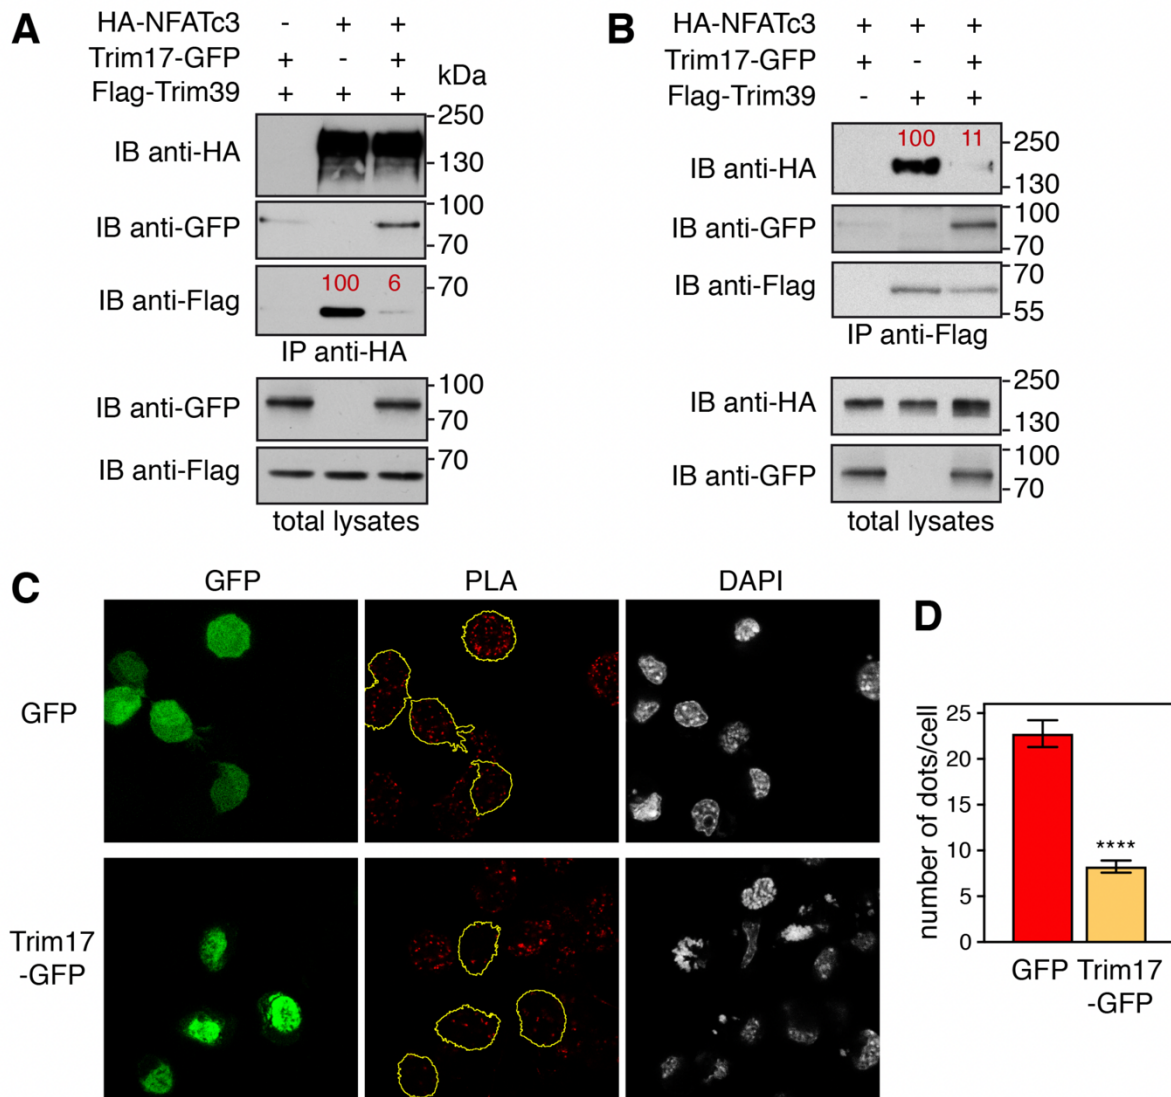 A
HA-NFATc3 - + +
Trim17-GFP + - +
Flag-Trim39 + + +
kDa
IB anti-HA
250
130
IB anti-GFP
100
70
IB anti-Flag
100 6
70
IP anti-HA
IB anti-GFP
100
70
IB anti-Flag
70
total lysates
B
HA-NFATc3 + + +
Trim17-GFP + - +
Flag-Trim39 - + +
IB anti-HA
100 11
250
130
IB anti-GFP
100
70
IB anti-Flag
70
55
IP anti-Flag
IB anti-HA
250
130
IB anti-GFP
100
70
total lysates
C
GFP PLA DAPI
GFP
Trim17
-GFP
D
number of dots/cell
25
20
15
10
5
0
****
GFP Trim17
-GFP